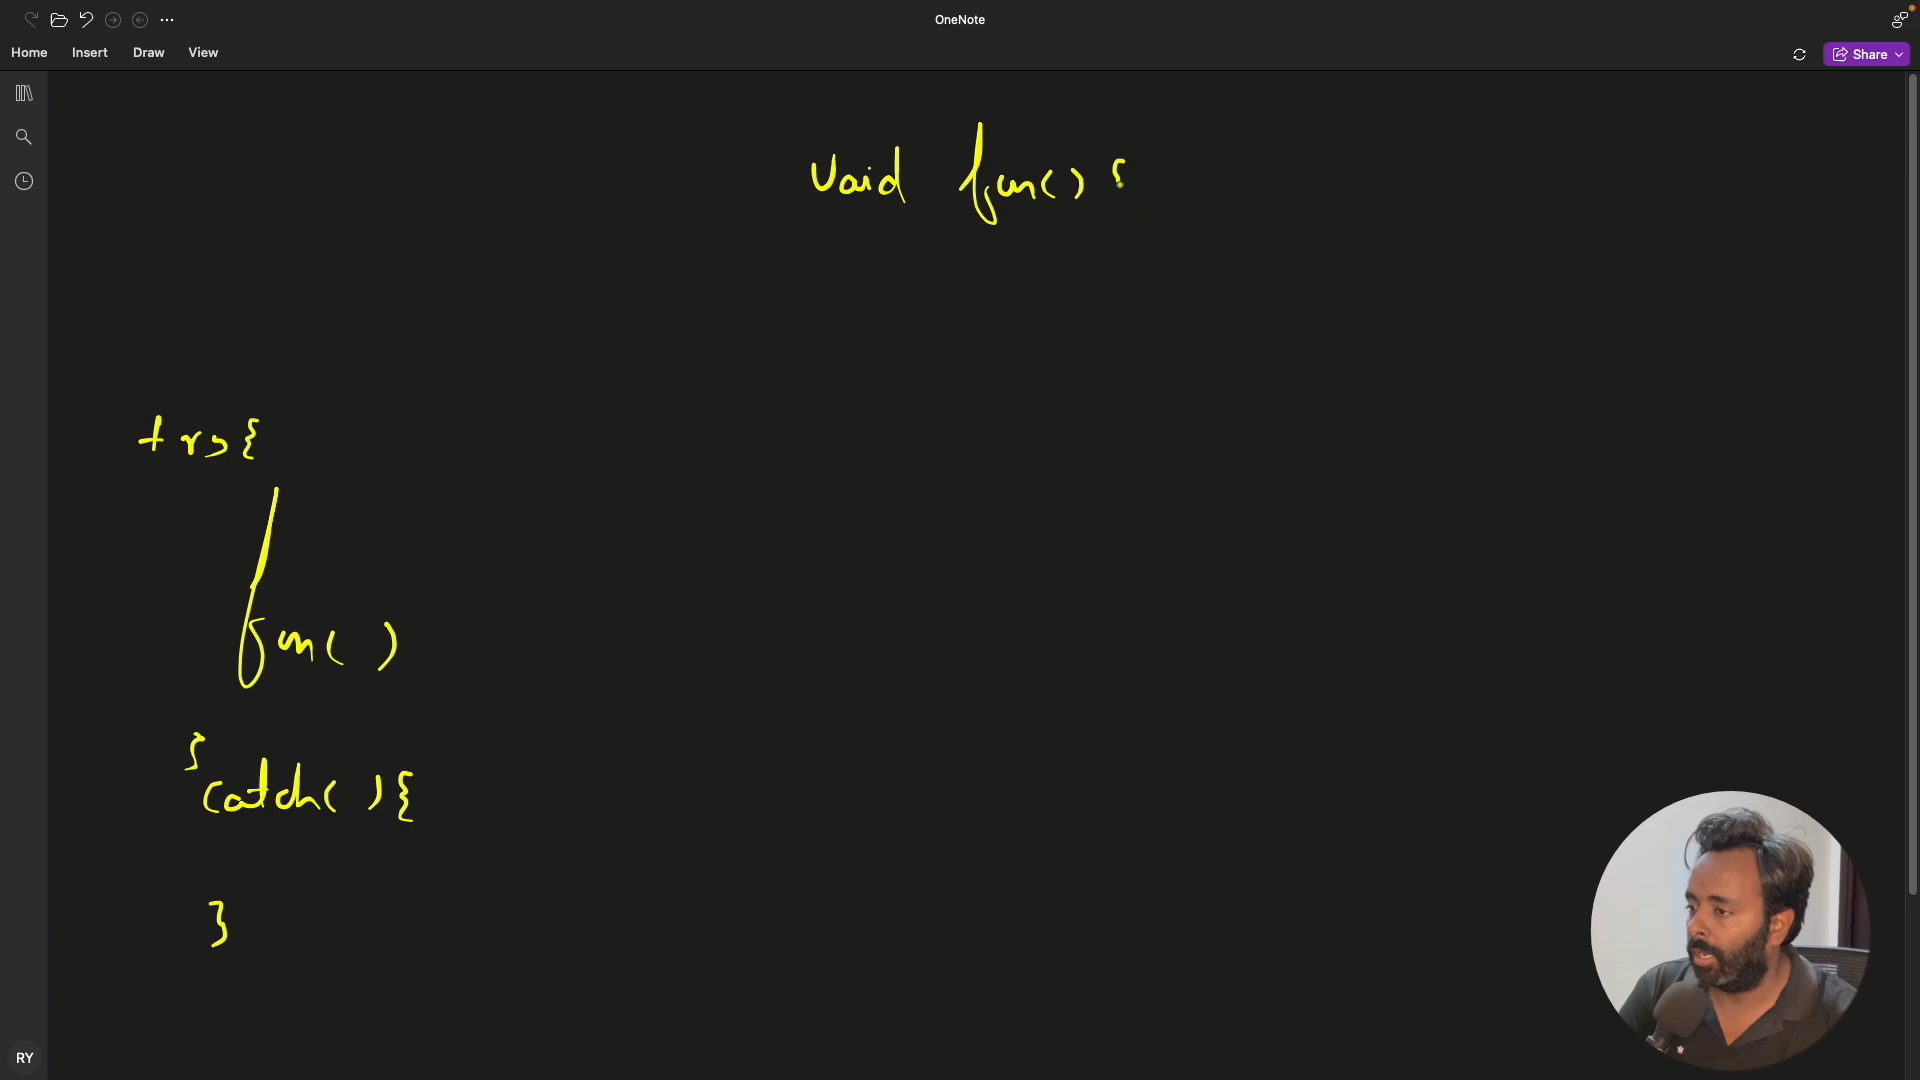 OneNote
Home Insert Draw View
Share
void fun() {
try{
fun( )
}
catch( ){
}
RY